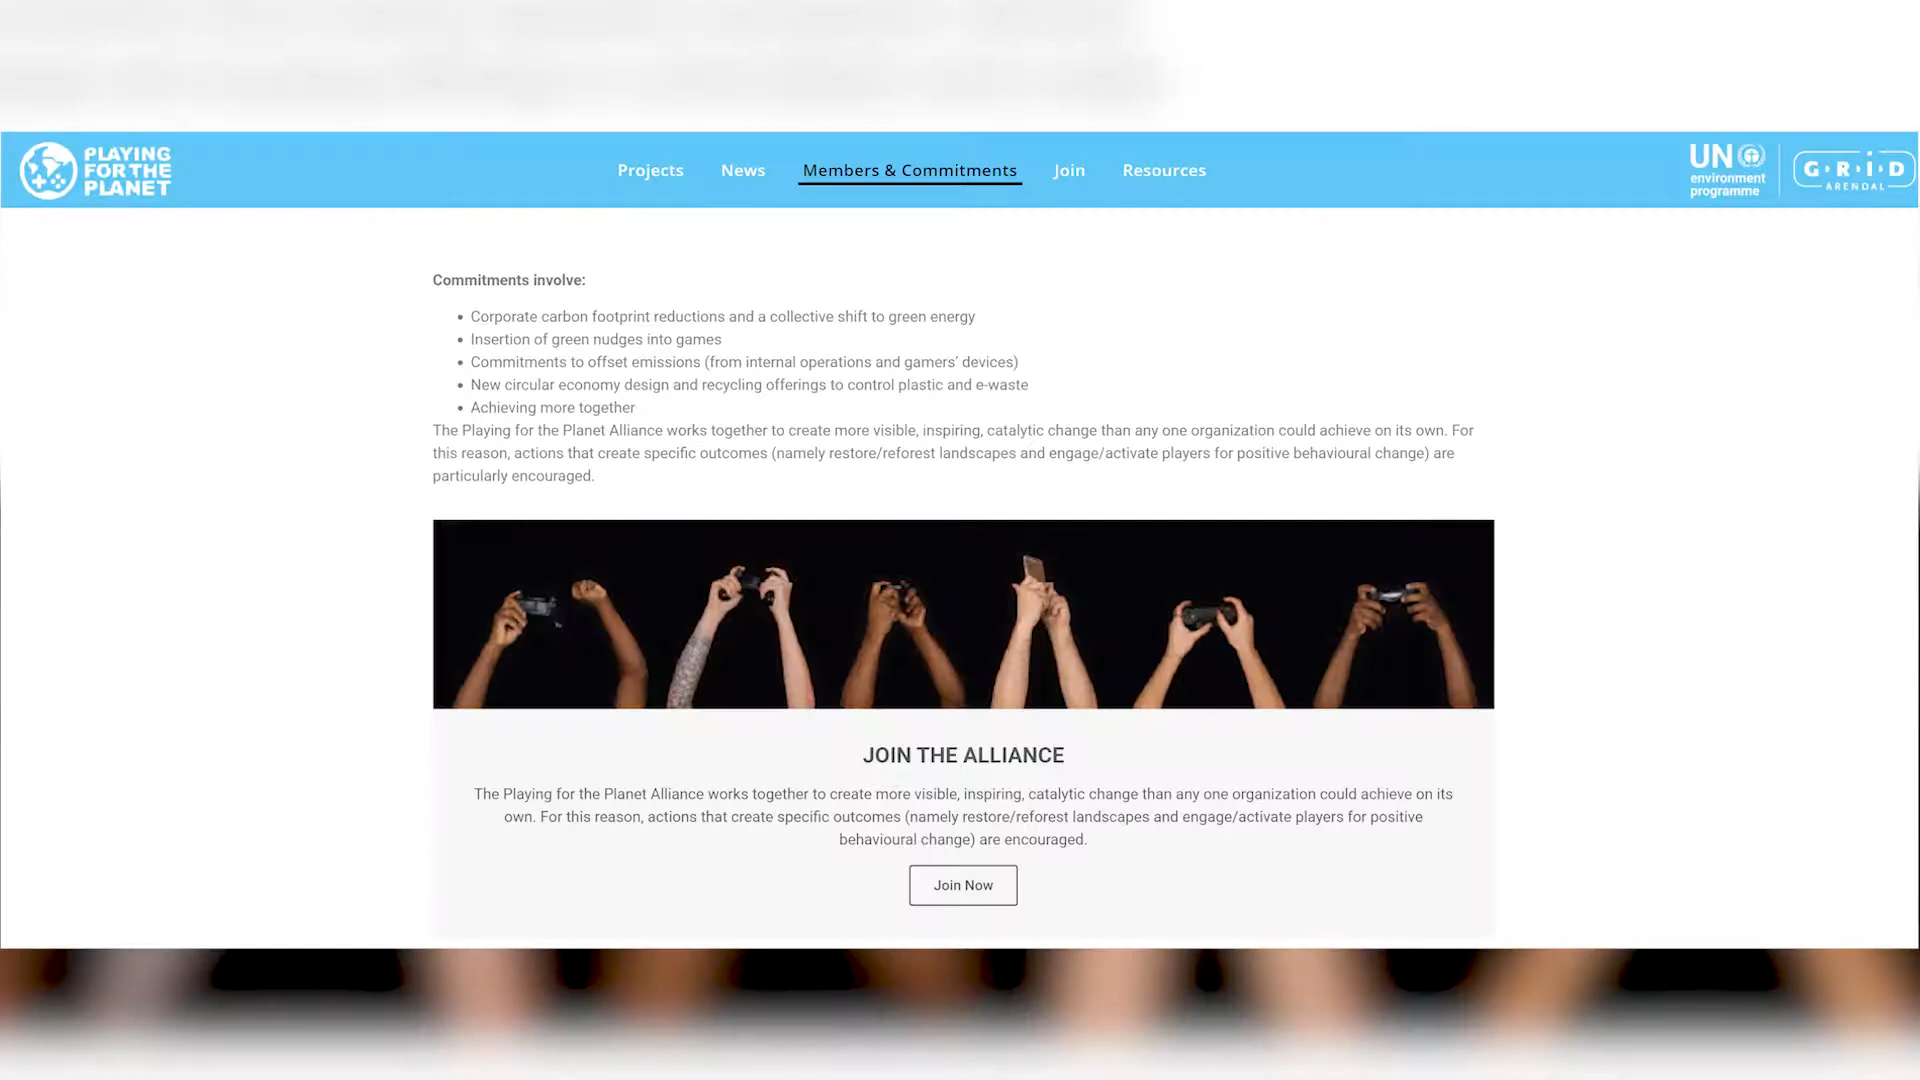 PLAYING
FOR THE
PLANET
Projects
News
Members & Commitments
Join
Resources
UN
environment
programme
G·R·I·D
ARENDAL
Commitments involve:
• Corporate carbon footprint reductions and a collective shift to green energy
• Insertion of green nudges into games
• Commitments to offset emissions (from internal operations and gamers’ devices)
• New circular economy design and recycling offerings to control plastic and e-waste
• Achieving more together
The Playing for the Planet Alliance works together to create more visible, inspiring, catalytic change than any one organization could achieve on its own. For
this reason, actions that create specific outcomes (namely restore/reforest landscapes and engage/activate players for positive behavioural change) are
particularly encouraged.
JOIN THE ALLIANCE
The Playing for the Planet Alliance works together to create more visible, inspiring, catalytic change than any one organization could achieve on its
own. For this reason, actions that create specific outcomes (namely restore/reforest landscapes and engage/activate players for positive
behavioural change) are encouraged.
Join Now